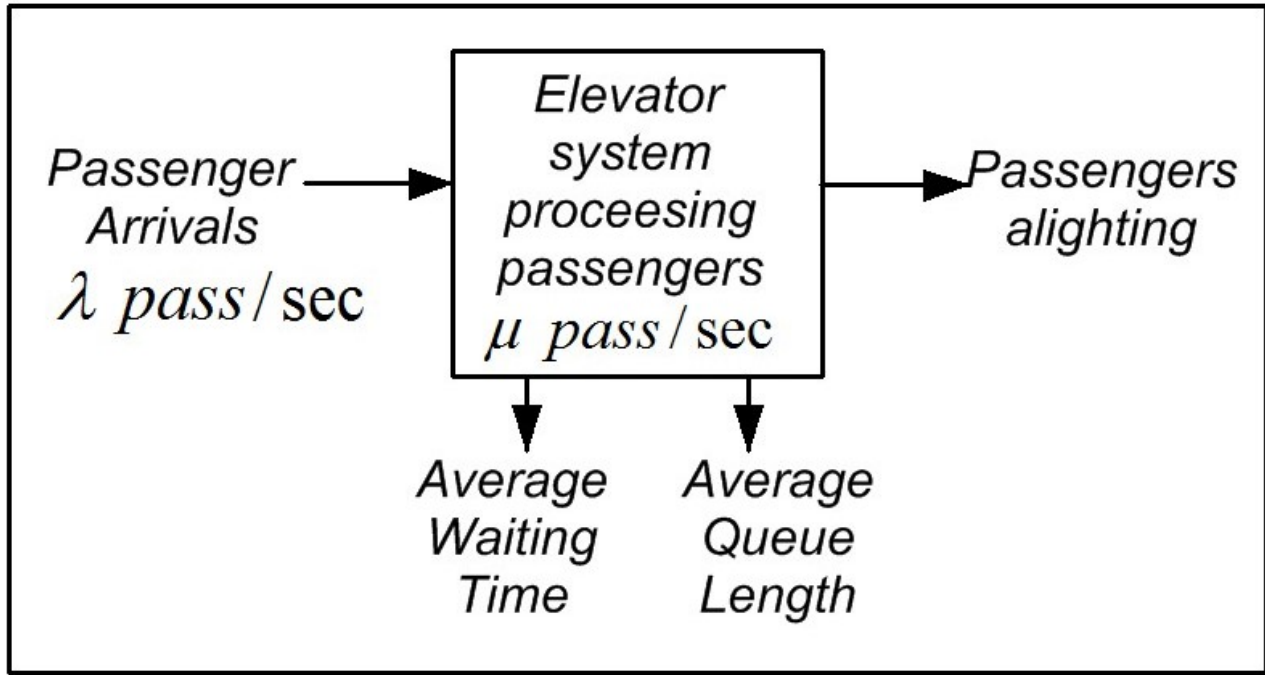 Passenger
Arrivals
λ pass/sec
Elevator
system
proceesing
passengers
μ pass/sec
Passengers
alighting
Average
Waiting
Time
Average
Queue
Length